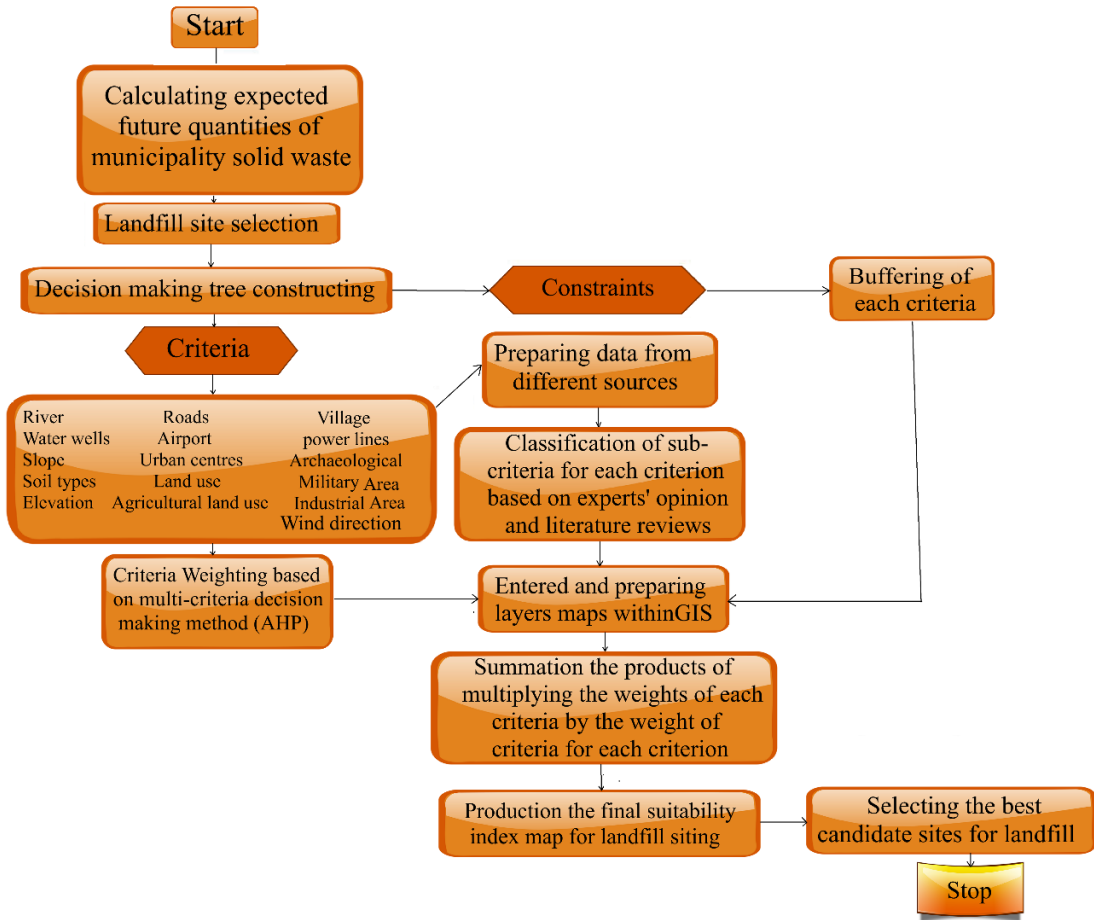 Start
Calculating expected
future quantities of
municipality solid waste
Landfill site selection
Decision making tree constructing
Constraints
Buffering of
each criteria
Criteria
Preparing data from
different sources
River
Water wells
Slope
Soil types
Elevation
Roads
Airport
Urban centres
Land use
Agricultural land use
Village
power lines
Archaeological
Military Area
Industrial Area
Wind direction
Classification of sub-
criteria for each criterion
based on experts' opinion
and literature reviews
Criteria Weighting based
on multi-criteria decision
making method (AHP)
Entered and preparing
layers maps withinGIS
Summation the products of
multiplying the weights of each
criteria by the weight of
criteria for each criterion
Production the final suitability
index map for landfill siting
Selecting the best
candidate sites for landfill
Stop